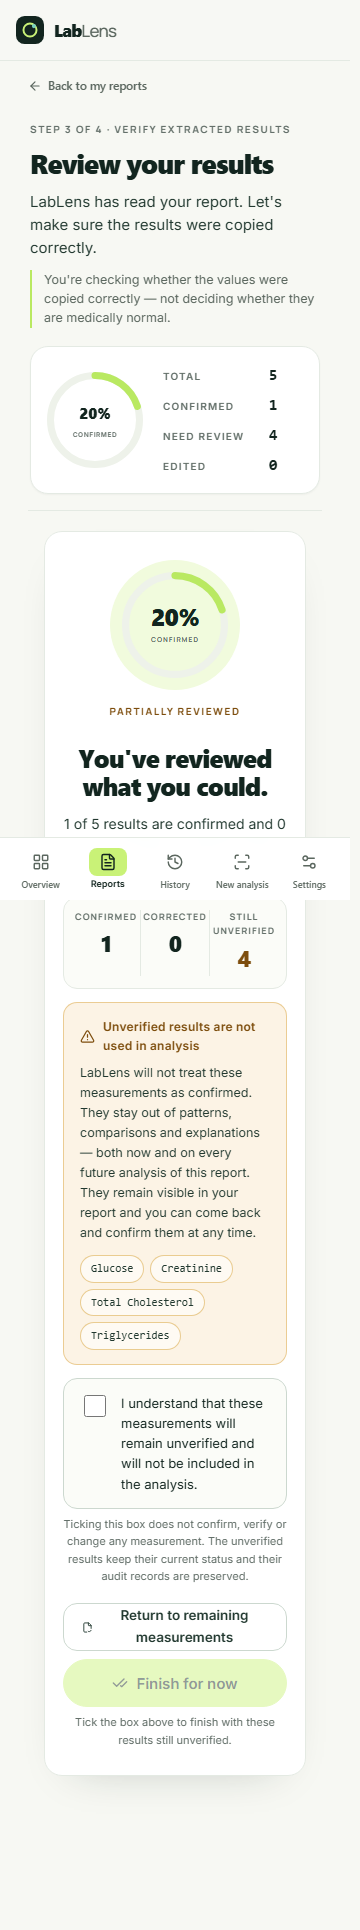 LabLens
Back to my reports
STEP 3 OF 4 · VERIFY EXTRACTED RESULTS
Review your results
LabLens has read your report. Let's
make sure the results were copied
correctly.
You're checking whether the values were
copied correctly — not deciding whether they
are medically normal.
20%
CONFIRMED
TOTAL 5
CONFIRMED 1
NEED REVIEW 4
EDITED 0
20%
CONFIRMED
PARTIALLY REVIEWED
You've reviewed
what you could.
1 of 5 results are confirmed and 0
Overview Reports History New analysis Settings
CONFIRMED CORRECTED STILL
UNVERIFIED
1 0 4
Unverified results are not
used in analysis
LabLens will not treat these
measurements as confirmed.
They stay out of patterns,
comparisons and explanations
— both now and on every
future analysis of this report.
They remain visible in your
report and you can come back
and confirm them at any time.
Glucose Creatinine
Total Cholesterol
Triglycerides
I understand that these
measurements will
remain unverified and
will not be included in
the analysis.
Ticking this box does not confirm, verify or
change any measurement. The unverified
results keep their current status and their
audit records are preserved.
Return to remaining
measurements
Finish for now
Tick the box above to finish with these
results still unverified.